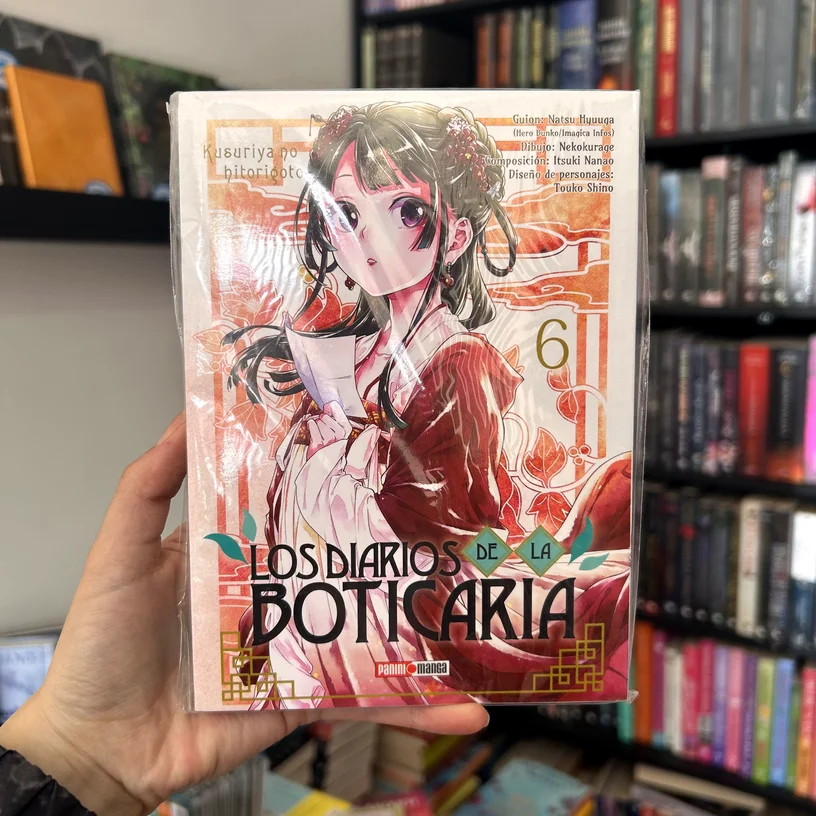 Kusuriya no
hitorigoto
Guion: Natsu Hyuuga
(Hero Bunko/Imagica Infos)
Dibujo: Nekokurage
Composición: Itsuki Nanao
Diseño de personajes:
Touko Shino
6
LOS DIARIOS DE LA
BOTICARIA
PANINI MANGA